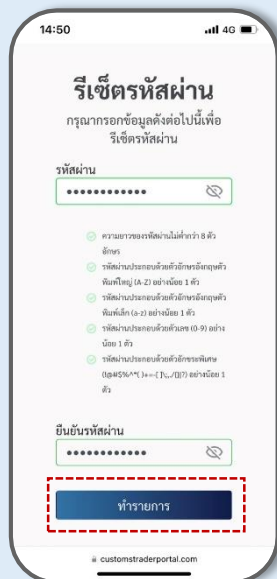 14:50
4G
รีเซ็ตรหัสผ่าน
กรุณากรอกข้อมูลดังต่อไปนี้เพื่อ
รีเซ็ตรหัสผ่าน
รหัสผ่าน
••••••••••••
ความยาวของรหัสผ่านไม่ต่ำกว่า 8 ตัว
อักษร
รหัสผ่านประกอบด้วยตัวอักษรอังกฤษตัว
พิมพ์ใหญ่ (A-Z) อย่างน้อย 1 ตัว
รหัสผ่านประกอบด้วยตัวอักษรอังกฤษตัว
พิมพ์เล็ก (a-z) อย่างน้อย 1 ตัว
รหัสผ่านประกอบด้วยตัวเลข (0-9) อย่าง
น้อย 1 ตัว
รหัสผ่านประกอบด้วยตัวอักขระพิเศษ
อย่างน้อย 1
ตัว
ยืนยันรหัสผ่าน
••••••••••••
ทำรายการ
customstraderportal.com